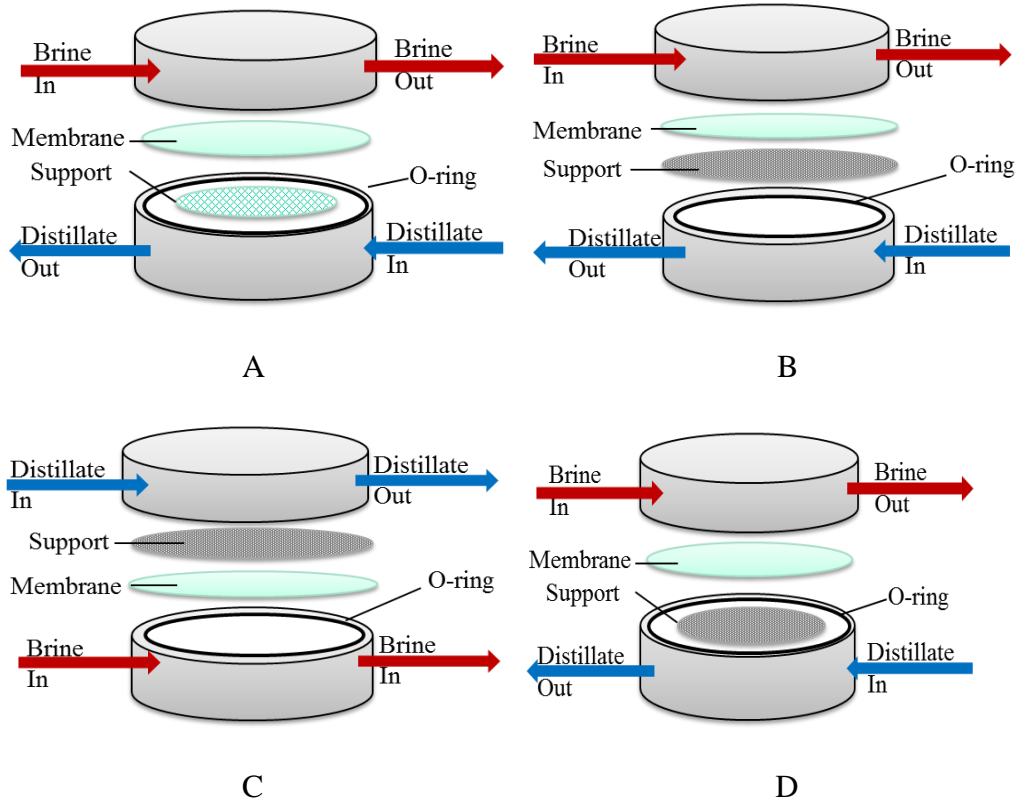 Brine
In
Brine
Out
Membrane
Support
O-ring
Distillate
Out
Distillate
In
A
Brine
In
Brine
Out
Membrane
Support
O-ring
Distillate
Out
Distillate
In
B
Distillate
In
Distillate
Out
Support
Membrane
O-ring
Brine
In
Brine
In
C
Brine
In
Brine
Out
Membrane
Support
O-ring
Distillate
Out
Distillate
In
D